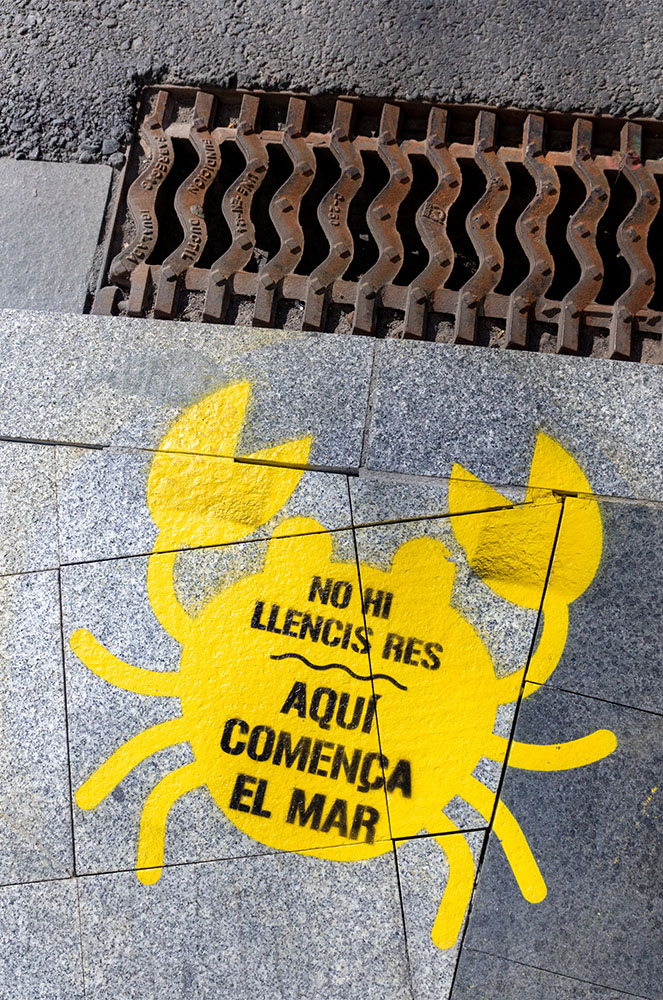 NO HI
LLENCIS RES
AQUÍ
COMENÇA
EL MAR